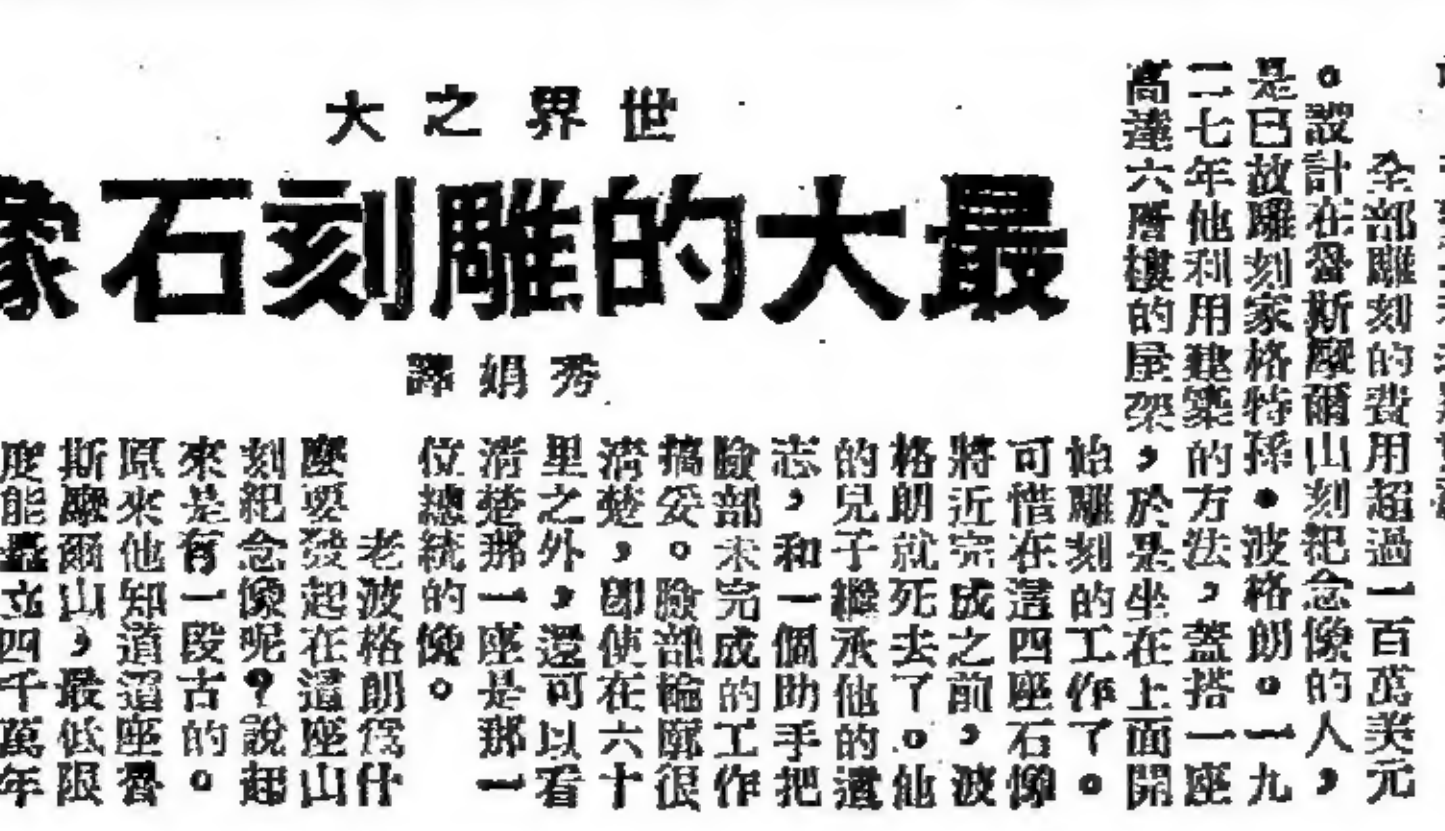 世界之大
最大的雕刻石像
秀娟譯
全部雕刻的費用超過一百萬美元
。設計在魯斯摩爾山刻紀念像的人，
是已故雕刻家格特孫•波格朗。一九
二七年他利用建築的方法，蓋搭一座
高達六層樓的屋架，於是坐在上面開
始雕刻的工作了。
可惜在這四座石像
將近完成之前，波
格朗就死去了。他
的兒子繼承他的遺
志，和一個助手把
臉部未完成的工作
搞妥。臉部輪廓很
清楚，卽使在六十
里之外，還可以看
清楚那一座是那一
位總統的像。
老波格朗爲什
麼要發起在這座山
刻紀念像呢？說起
來是有一段古的。
原來他知道這座魯
斯摩爾山，最低限
度能矗立四千萬年